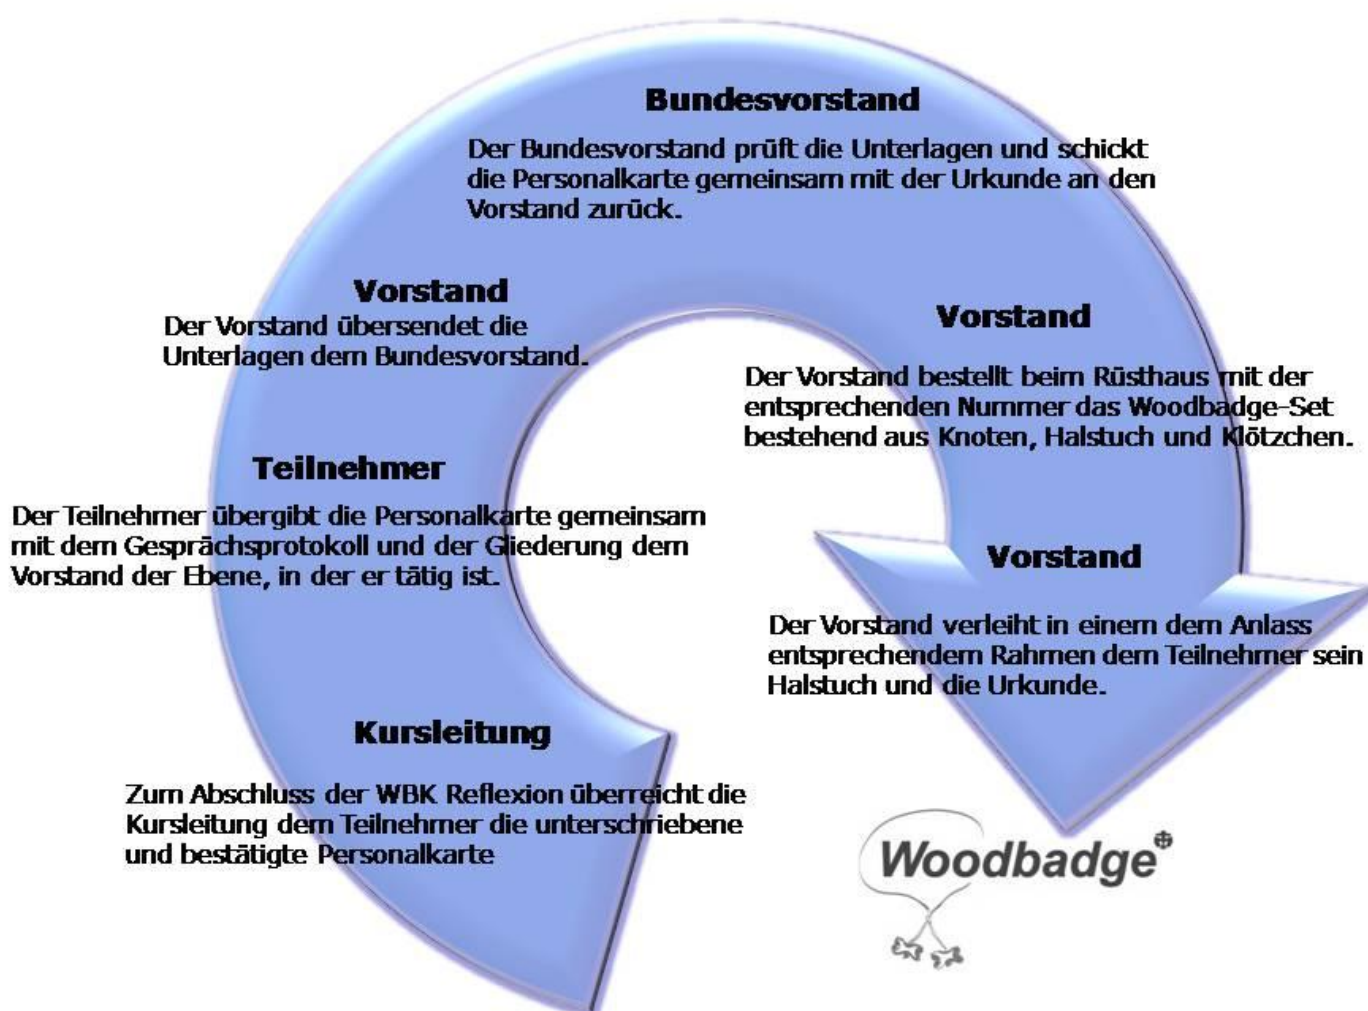 Bundesvorstand
Der Bundesvorstand prüft die Unterlagen und schickt
die Personalkarte gemeinsam mit der Urkunde an den
Vorstand zurück.
Vorstand
Der Vorstand übersendet die
Unterlagen dem Bundesvorstand.
Vorstand
Der Vorstand bestellt beim Rüsthaus mit der
entsprechenden Nummer das Woodbadge-Set
bestehend aus Knoten, Halstuch und Klötzchen.
Teilnehmer
Der Teilnehmer übergibt die Personalkarte gemeinsam
mit dem Gesprächsprotokoll und der Gliederung dem
Vorstand der Ebene, in der er tätig ist.
Vorstand
Der Vorstand verleiht in einem dem Anlass
entsprechendem Rahmen dem Teilnehmer sein
Halstuch und die Urkunde.
Kursleitung
Zum Abschluss der WBK Reflexion überreicht die
Kursleitung dem Teilnehmer die unterschriebene
und bestätigte Personalkarte
Woodbadge